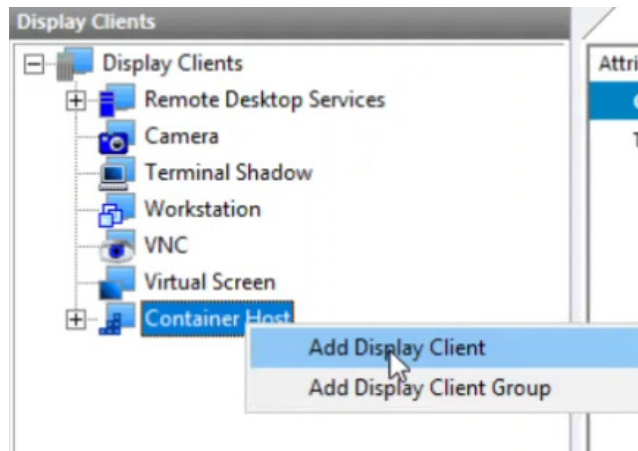 Display Clients
Display Clients
Attri
Remote Desktop Services
Camera
Terminal Shadow
Workstation
VNC
Virtual Screen
Container Host
Add Display Client
Add Display Client Group